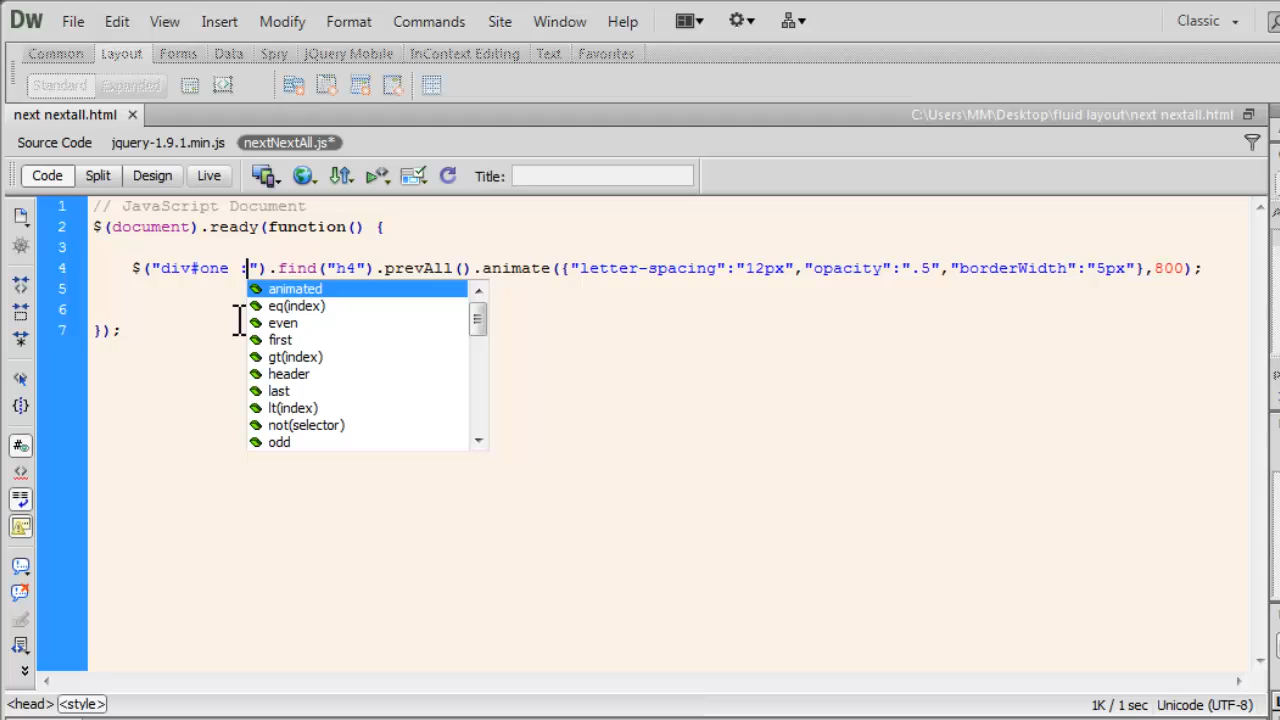 Dw File Edit View Insert Modify Format Commands Site Window Help Classic
Common Layout Forms Data Spry jQuery Mobile InContext Editing Text Favorites
Standard Expanded
next nextall.html C:\Users\MM\Desktop\fluid layout\next nextall.html
Source Code jquery-1.9.1.min.js nextNextAll.js*
Code Split Design Live Title:
1 // JavaScript Document
2 $(document).ready(function() {
3
4 $("div#one :").find("h4").prevAll().animate({"letter-spacing":"12px","opacity":".5","borderWidth":"5px"},800);
5
6
7 });
animated
eq(index)
even
first
gt(index)
header
last
lt(index)
not(selector)
odd
<head> <style> 1K / 1 sec Unicode (UTF-8)